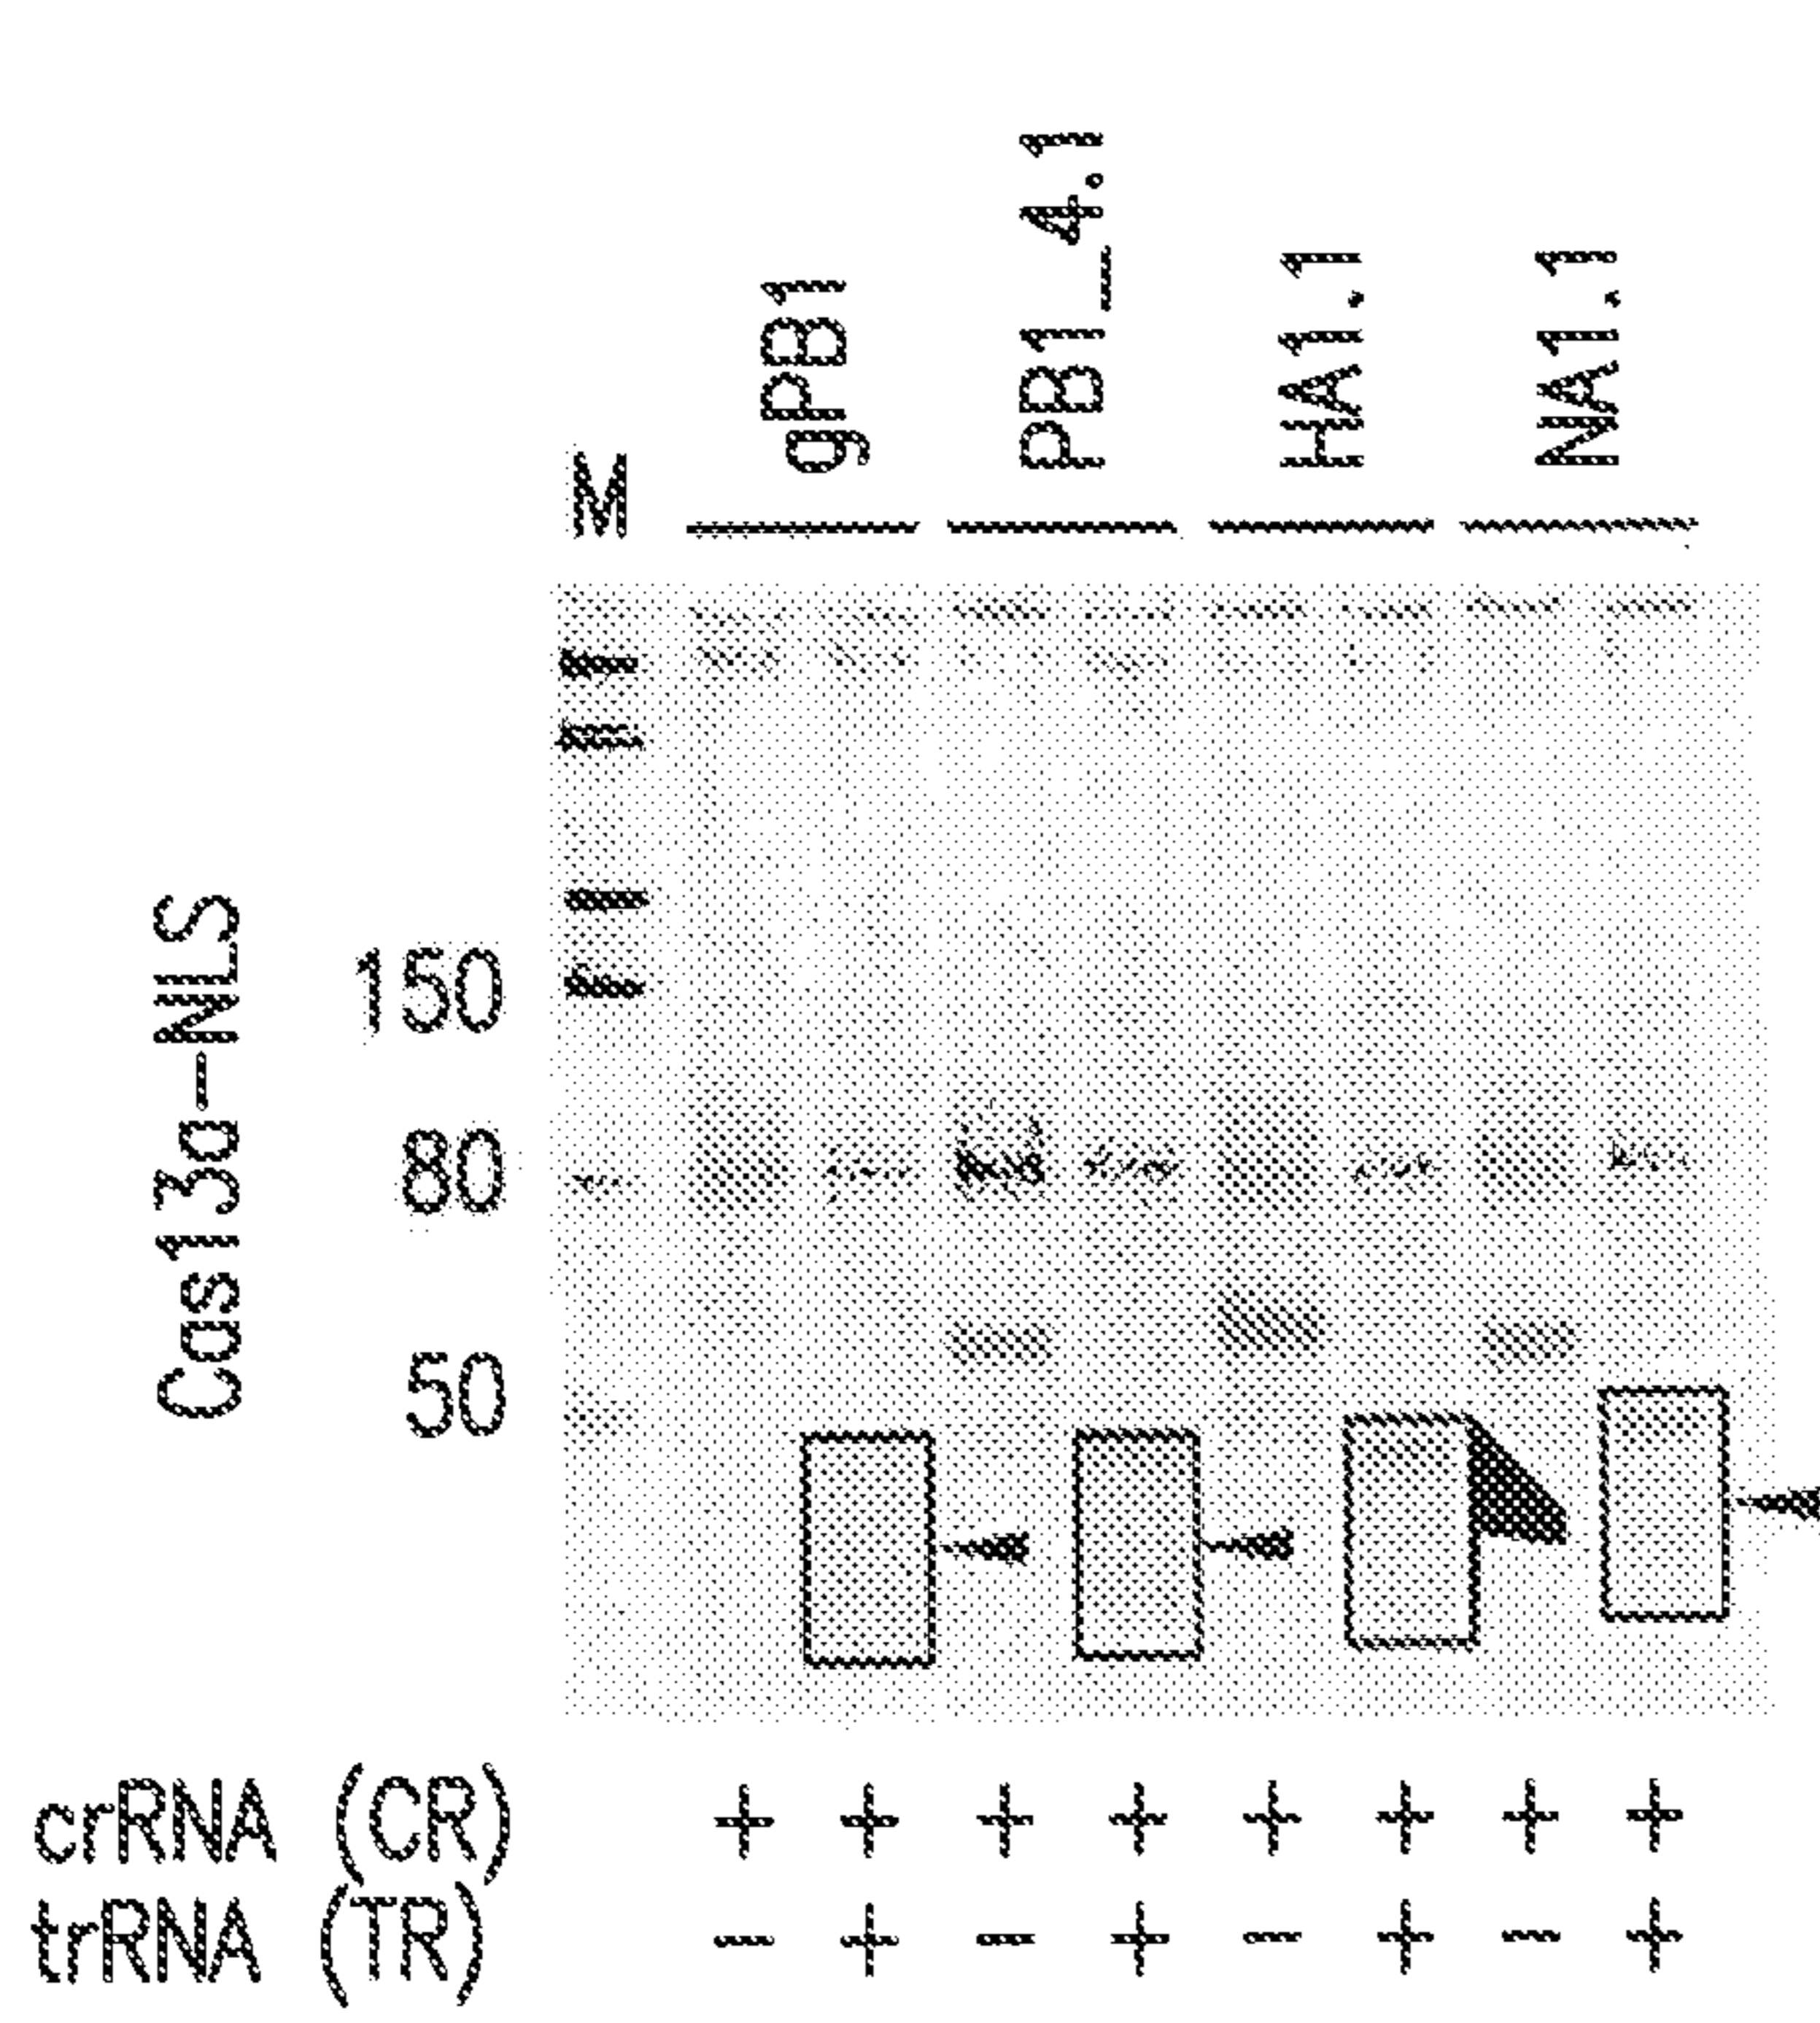 M
gPB1
PB1_4.1
HA1.1
NA1.1
Cas13a-NLS
150
80
50
crRNA (CR) + + + + + + + +
trRNA (TR) - + - + - + - +